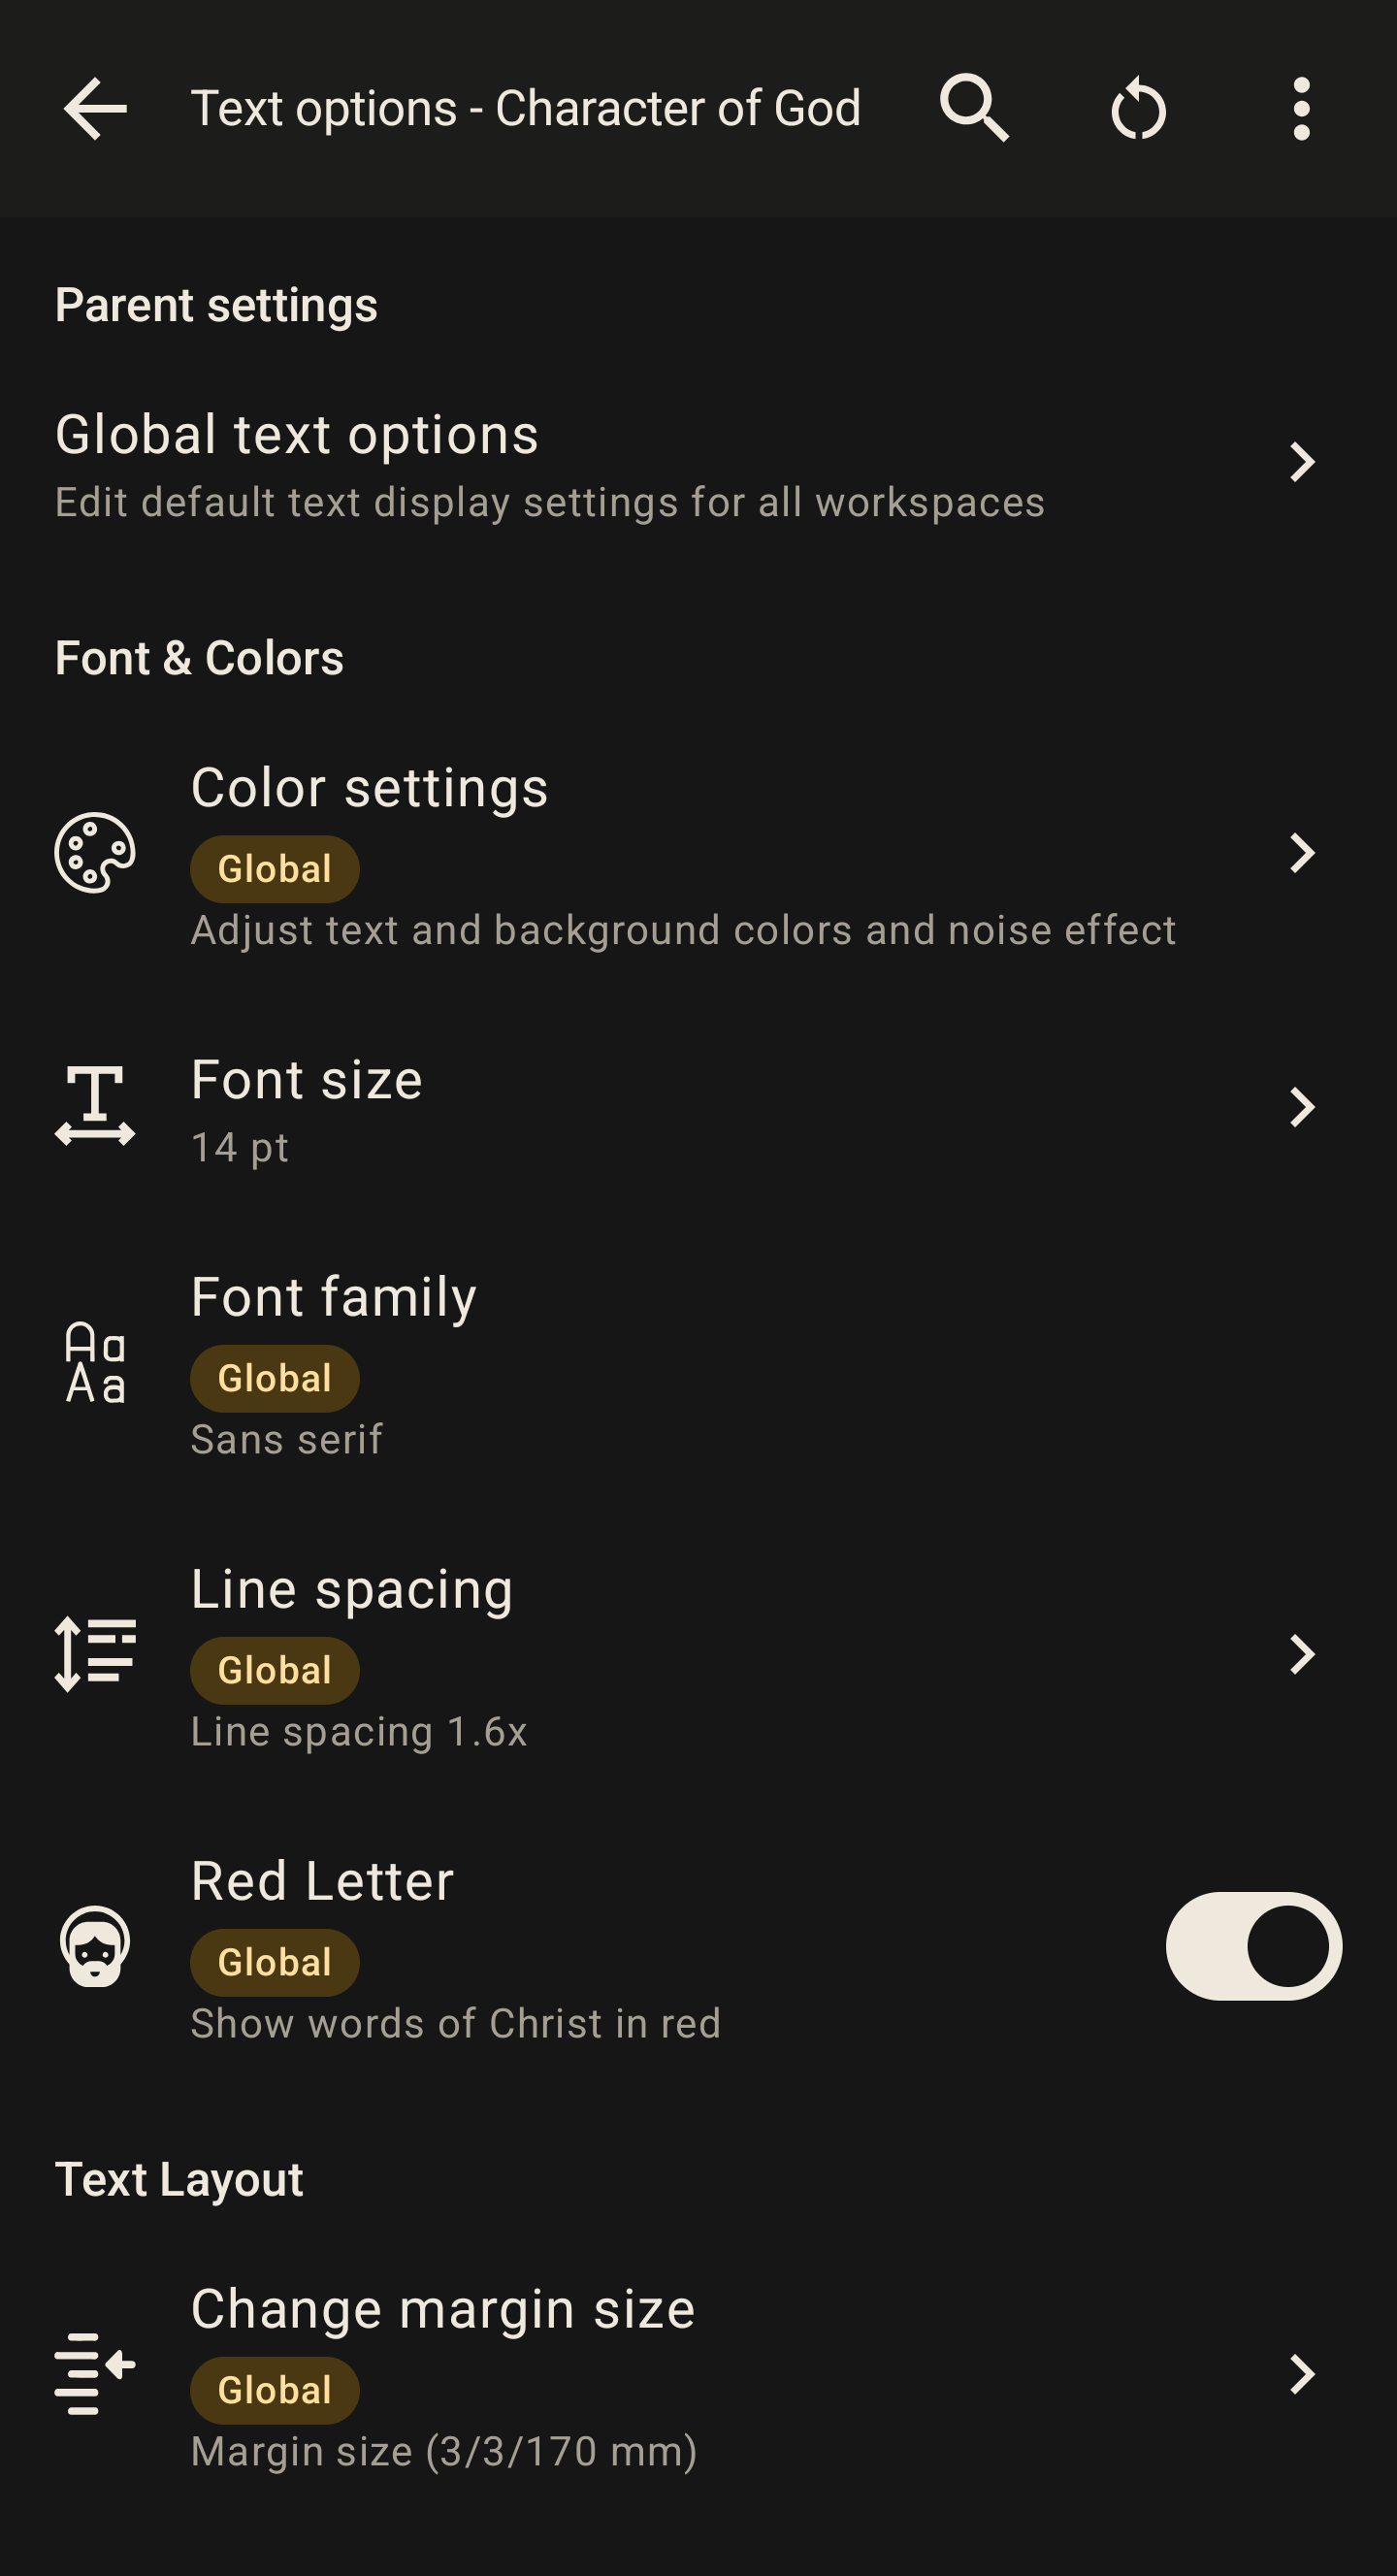 Text options - Character of God
Parent settings
Global text options
Edit default text display settings for all workspaces
Font & Colors
Color settings
Global
Adjust text and background colors and noise effect
Font size
14 pt
Font family
Global
Sans serif
Line spacing
Global
Line spacing 1.6x
Red Letter
Global
Show words of Christ in red
Text Layout
Change margin size
Global
Margin size (3/3/170 mm)